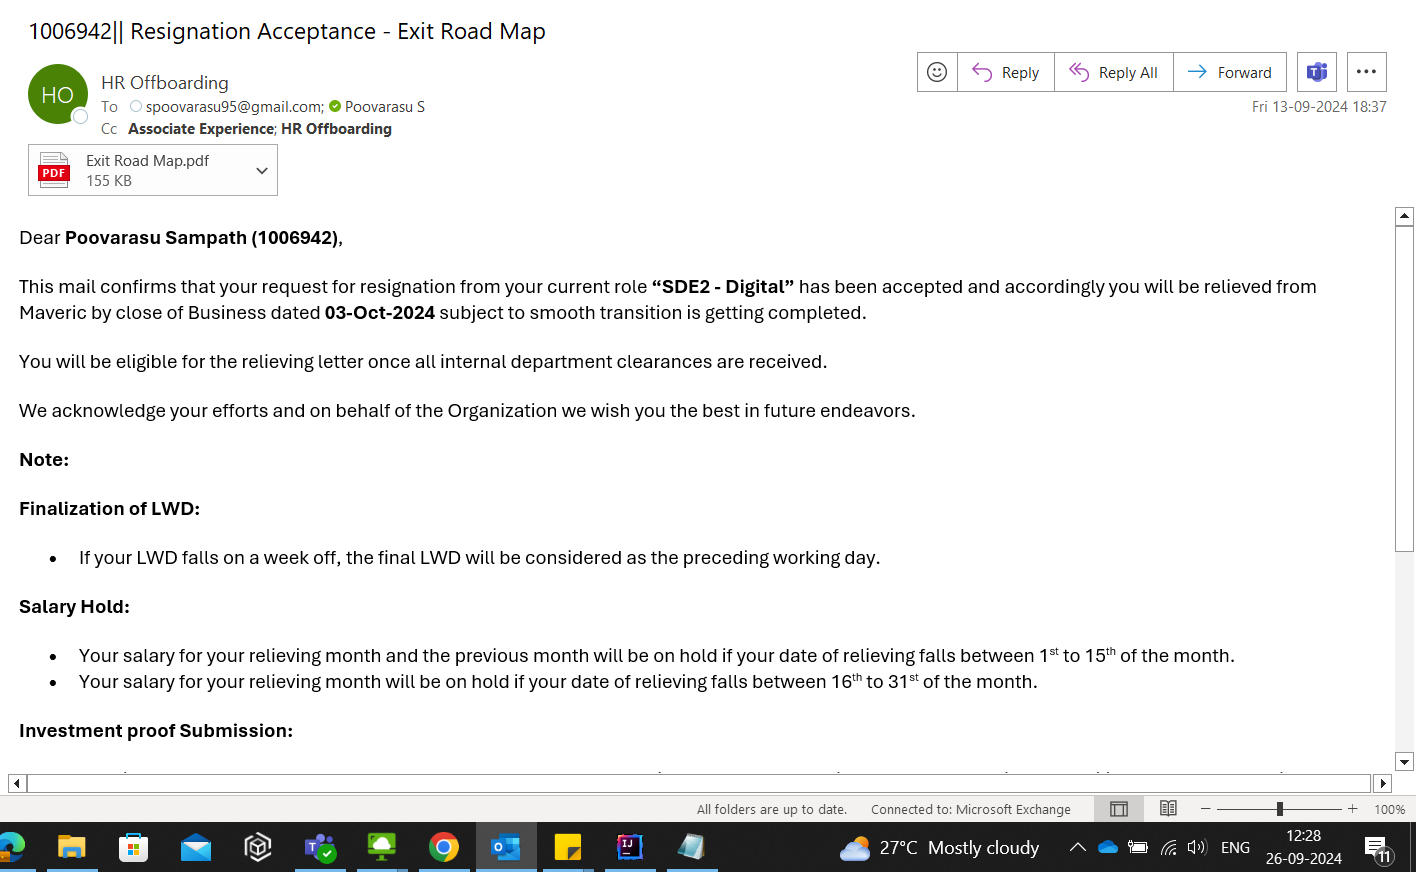 1006942|| Resignation Acceptance - Exit Road Map
HO
HR Offboarding
To spoovarasu95@gmail.com; Poovarasu S
Cc Associate Experience; HR Offboarding
Reply
Reply All
Forward
Fri 13-09-2024 18:37
PDF
Exit Road Map.pdf
155 KB
Dear Poovarasu Sampath (1006942),
This mail confirms that your request for resignation from your current role “SDE2 - Digital” has been accepted and accordingly you will be relieved from
Maveric by close of Business dated 03-Oct-2024 subject to smooth transition is getting completed.
You will be eligible for the relieving letter once all internal department clearances are received.
We acknowledge your efforts and on behalf of the Organization we wish you the best in future endeavors.
Note:
Finalization of LWD:
• If your LWD falls on a week off, the final LWD will be considered as the preceding working day.
Salary Hold:
• Your salary for your relieving month and the previous month will be on hold if your date of relieving falls between 1st to 15th of the month.
• Your salary for your relieving month will be on hold if your date of relieving falls between 16th to 31st of the month.
Investment proof Submission:
All folders are up to date. Connected to: Microsoft Exchange 100%
27°C Mostly cloudy
ENG
12:28
26-09-2024
11